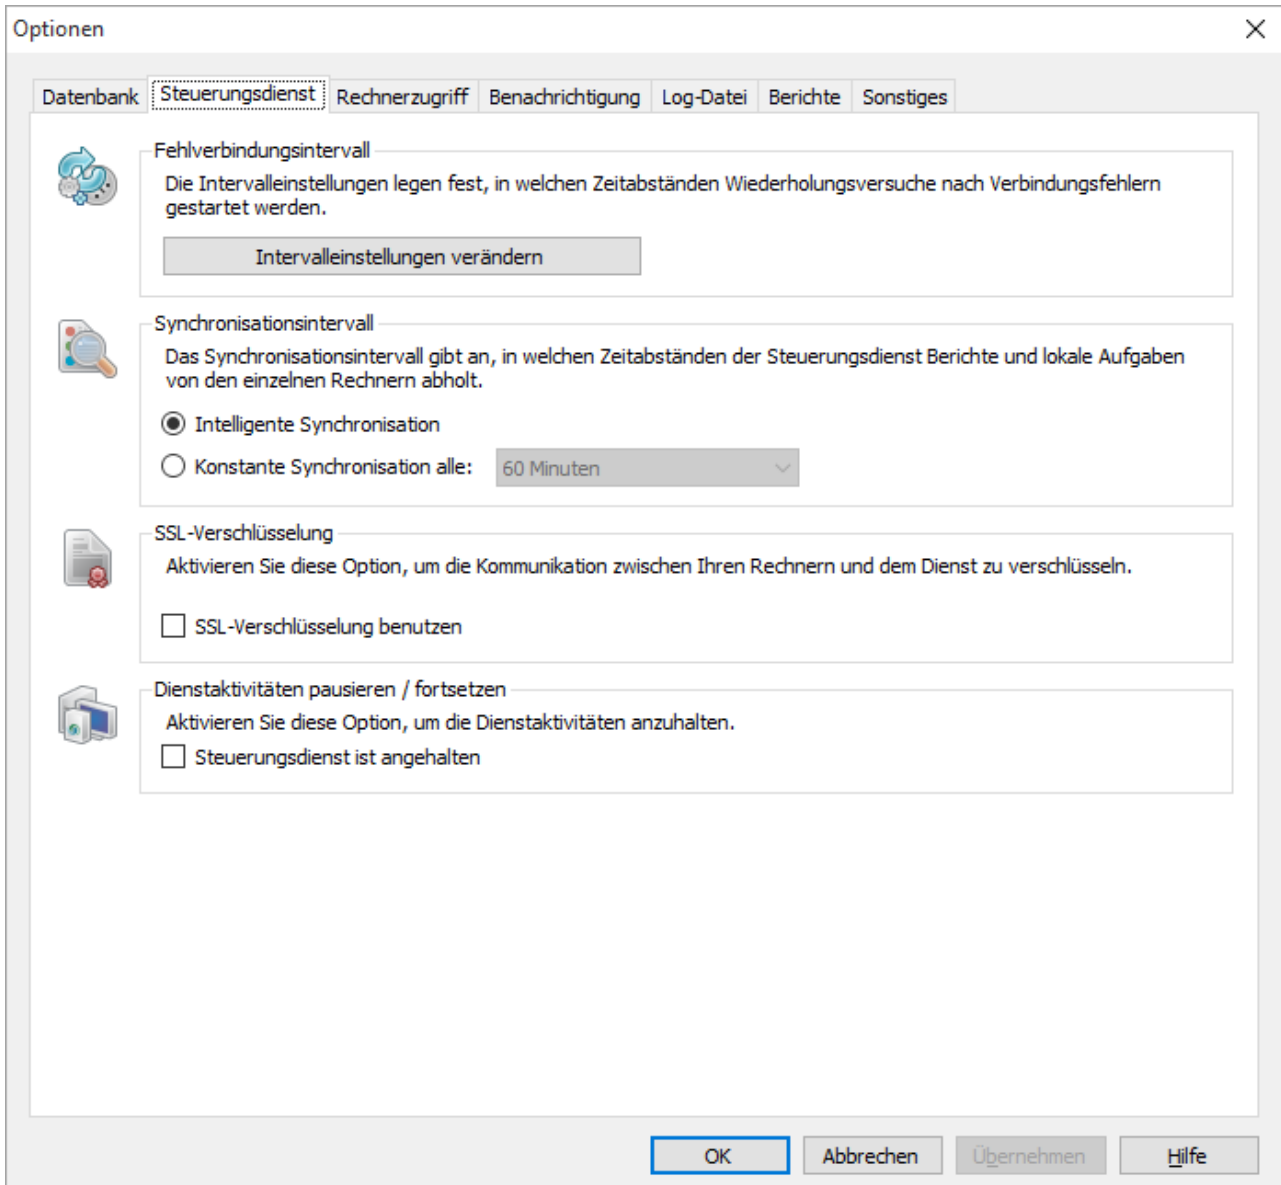 Optionen
Datenbank Steuerungsdienst Rechnerzugriff Benachrichtigung Log-Datei Berichte Sonstiges
Fehlverbindungsintervall
Die Intervalleinstellungen legen fest, in welchen Zeitabständen Wiederholungsversuche nach Verbindungsfehlern
gestartet werden.
Intervalleinstellungen verändern
Synchronisationsintervall
Das Synchronisationsintervall gibt an, in welchen Zeitabständen der Steuerungsdienst Berichte und lokale Aufgaben
von den einzelnen Rechnern abholt.
Intelligente Synchronisation
Konstante Synchronisation alle: 60 Minuten
SSL-Verschlüsselung
Aktivieren Sie diese Option, um die Kommunikation zwischen Ihren Rechnern und dem Dienst zu verschlüsseln.
SSL-Verschlüsselung benutzen
Dienstaktivitäten pausieren / fortsetzen
Aktivieren Sie diese Option, um die Dienstaktivitäten anzuhalten.
Steuerungsdienst ist angehalten
OK Abbrechen Übernehmen Hilfe